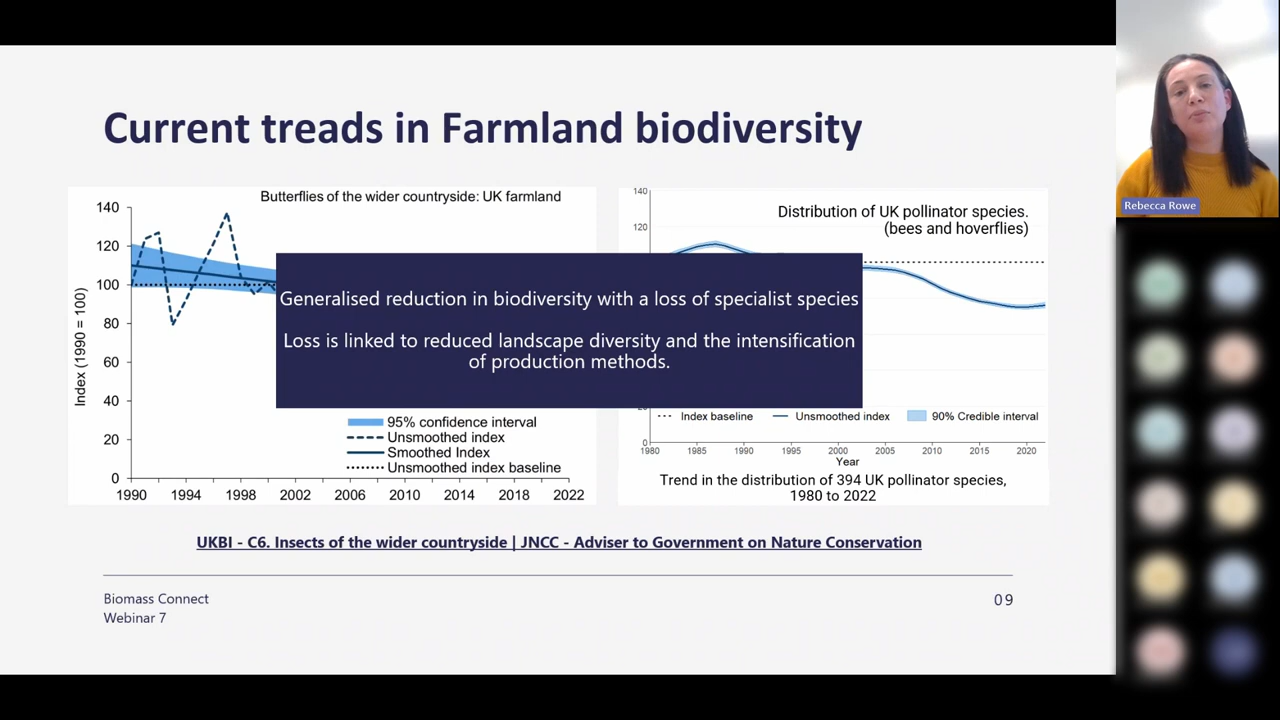 Current treads in Farmland biodiversity
Butterflies of the wider countryside: UK farmland
140
120
100
80
60
40
20
0
Index (1990 = 100)
95% confidence interval
Unsmoothed index
Smoothed Index
Unsmoothed index baseline
1990 1994 1998 2002 2006 2010 2014 2018 2022
140
120
Distribution of UK pollinator species.
(bees and hoverflies)
Generalised reduction in biodiversity with a loss of specialist species
Loss is linked to reduced landscape diversity and the intensification
of production methods.
Index baseline Unsmoothed index 90% Credible interval
0
1980 1985 1990 1995 2000 2005 2010 2015 2020
Year
Trend in the distribution of 394 UK pollinator species,
1980 to 2022
UKBI - C6. Insects of the wider countryside | JNCC - Adviser to Government on Nature Conservation
Biomass Connect
Webinar 7
09
Rebecca Rowe